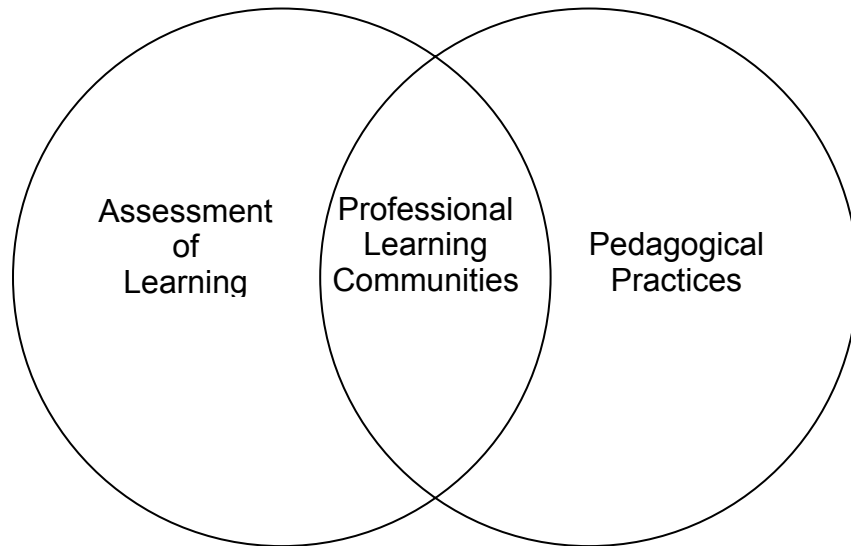 Assessment
of
Learning
Professional
Learning
Communities
Pedagogical
Practices